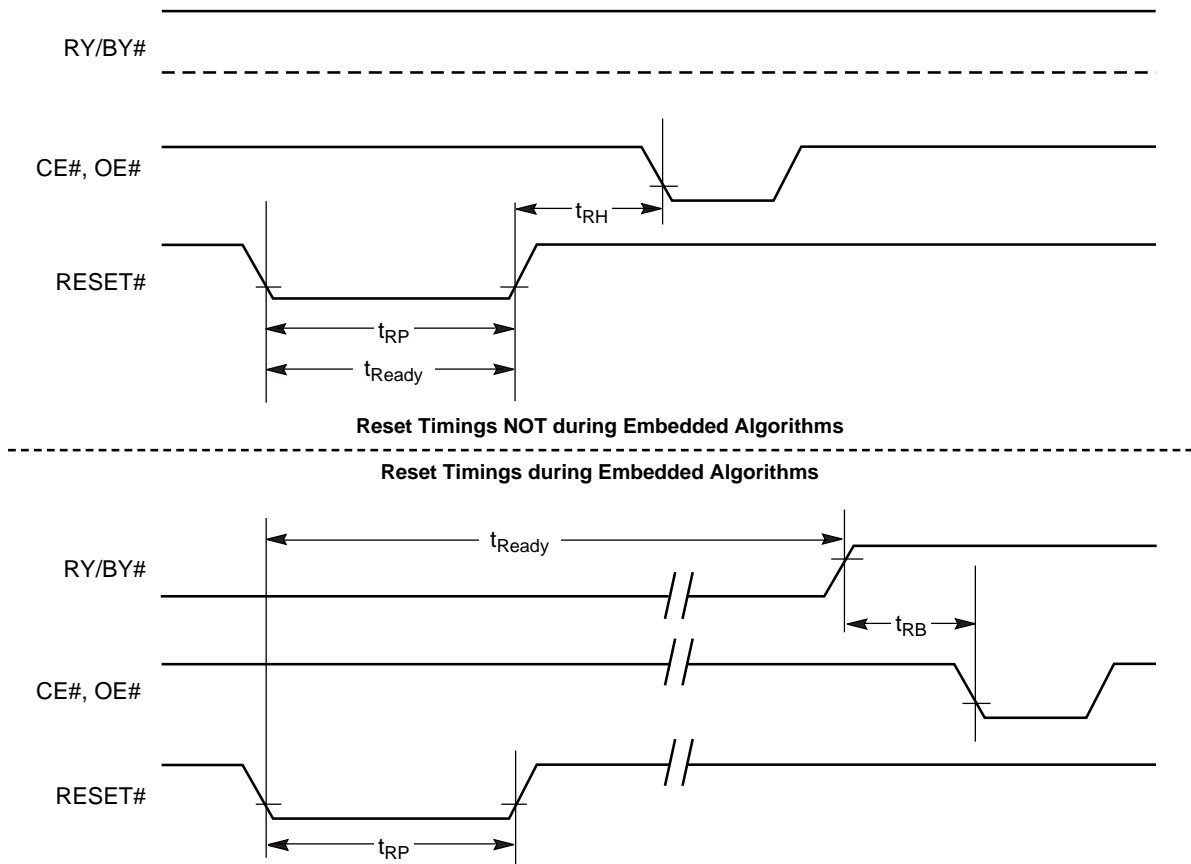 RY/BY#
CE#, OE#
tRH
RESET#
tRP
tReady
Reset Timings NOT during Embedded Algorithms
Reset Timings during Embedded Algorithms
tReady
RY/BY#
tRB
CE#, OE#
RESET#
tRP